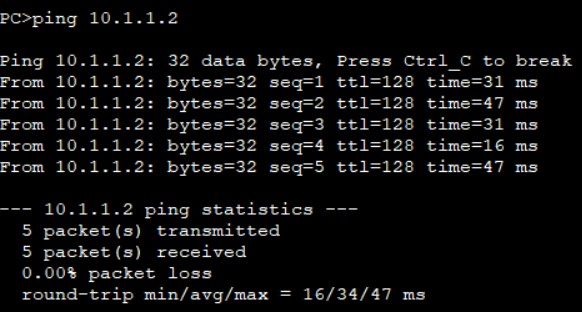 PC>ping 10.1.1.2
Ping 10.1.1.2: 32 data bytes, Press Ctrl_C to break
From 10.1.1.2: bytes=32 seq=1 ttl=128 time=31 ms
From 10.1.1.2: bytes=32 seq=2 ttl=128 time=47 ms
From 10.1.1.2: bytes=32 seq=3 ttl=128 time=31 ms
From 10.1.1.2: bytes=32 seq=4 ttl=128 time=16 ms
From 10.1.1.2: bytes=32 seq=5 ttl=128 time=47 ms
--- 10.1.1.2 ping statistics ---
5 packet(s) transmitted
5 packet(s) received
0.00% packet loss
round-trip min/avg/max = 16/34/47 ms